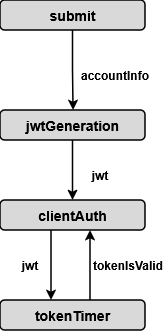 submit
accountInfo
jwtGeneration
jwt
clientAuth
jwt
tokenIsValid
tokenTimer